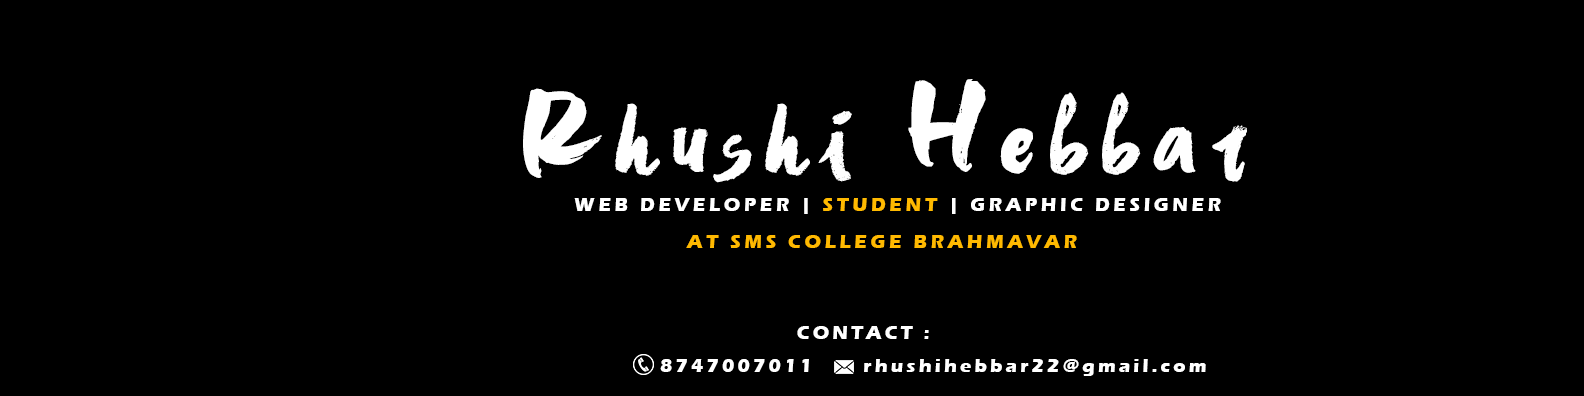 Rhushi Hebbar
WEB DEVELOPER | STUDENT | GRAPHIC DESIGNER
AT SMS COLLEGE BRAHMAVAR
CONTACT :
8747007011 rhushihebbar22@gmail.com